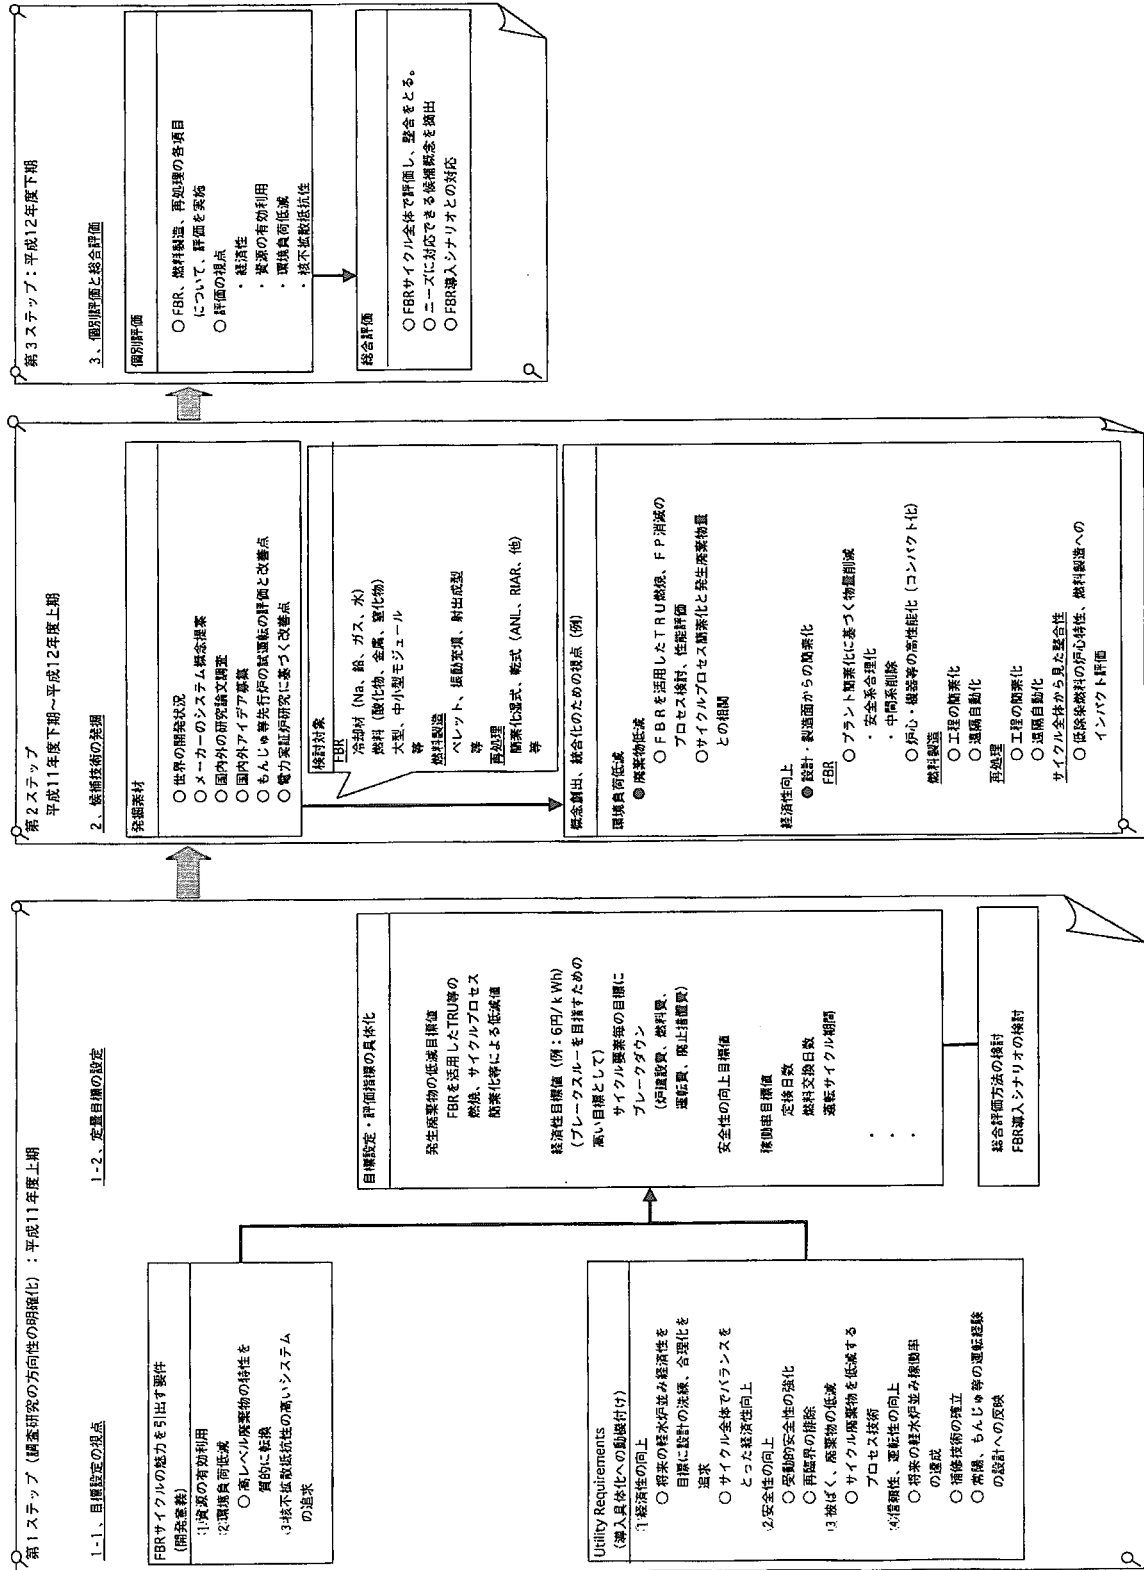 第1ステップ (調査研究の方向性の明確化) : 平成11年度上期
1-1、目標設定の視点
FBRサイクルの魅力を引出す要件
(開発意義)
(1)資源の有効利用
(2)環境負荷低減
○ 高レベル廃棄物の特性を
質的に転換
(3)核不拡散抵抗性の高いシステム
の追求
Utility Requirements
(導入具体化への動機付け)
(1)経済性の向上
○ 将来の軽水炉並み経済性を
目標に設計の洗練、合理化を
追求
○ サイクル全体でバランスを
とった経済性向上
(2)安全性の向上
○ 受動的安全性の強化
○ 再臨界の排除
(3)被ばく、廃棄物の低減
○ サイクル廃棄物を低減する
プロセス技術
(4)信頼性、運転性の向上
○ 将来の軽水炉並み稼働率
の達成
○ 補修技術の確立
○ 常陽、もんじゅ等の運転経験
の設計への反映
1-2、定量目標の設定
目標設定・評価指標の具体化
発生廃棄物の低減目標値
FBRを活用したTRU等の
燃焼、サイクルプロセス
簡素化等による低減値
経済性目標値 (例:6円/kWh)
(ブレークスルーを目指すための
高い目標として)
サイクル要素毎の目標に
ブレークダウン
(炉建設費、燃料費、
運転費、廃止措置費)
安全性の向上目標値
稼働率目標値
定検日数
燃料交換日数
運転サイクル期間
・
・
・
総合評価方法の検討
FBR導入シナリオの検討
第2ステップ
平成11年度下期~平成12年度上期
2、候補技術の発掘
発掘素材
○ 世界の開発状況
○ メーカーのシステム概念提案
○ 国内外の研究論文調査
○ 国内外アイデア募集
○ もんじゅ等先行炉の試運転の評価と改善点
○ 電力実証炉研究に基づく改善点
検討対象
FBR
冷却材 (Na、鉛、ガス、水)
燃料 (酸化物、金属、窒化物)
大型、中小型モジュール
等
燃料製造
ペレット、振動充填、射出成型
等
再処理
簡素化湿式、乾式 (ANL、RIAR、他)
等
概念創出、統合化のための視点 (例)
環境負荷低減
● 廃棄物低減
○ FBRを活用したTRU燃焼、FP消滅の
プロセス検討、性能評価
○サイクルプロセス簡素化と発生廃棄物量
との相関
経済性向上
● 設計・製造面からの簡素化
FBR
○ プラント簡素化に基づく物量削減
・ 安全系合理化
・ 中間系削除
○ 炉心・機器等の高性能化 (コンパクト化)
燃料製造
○ 工程の簡素化
○ 遠隔自動化
再処理
○ 工程の簡素化
○ 遠隔自動化
サイクル全体から見た整合性
○ 低除染燃料の炉心特性、燃料製造への
インパクト評価
第3ステップ:平成12年度下期
3、個別評価と総合評価
個別評価
○ FBR、燃料製造、再処理の各項目
について、評価を実施
○ 評価の視点
・ 経済性
・ 資源の有効利用
・ 環境負荷低減
・ 核不拡散抵抗性
総合評価
○ FBRサイクル全体で評価し、整合をとる。
○ ニーズに対応できる候補概念を摘出
○ FBR導入シナリオとの対応